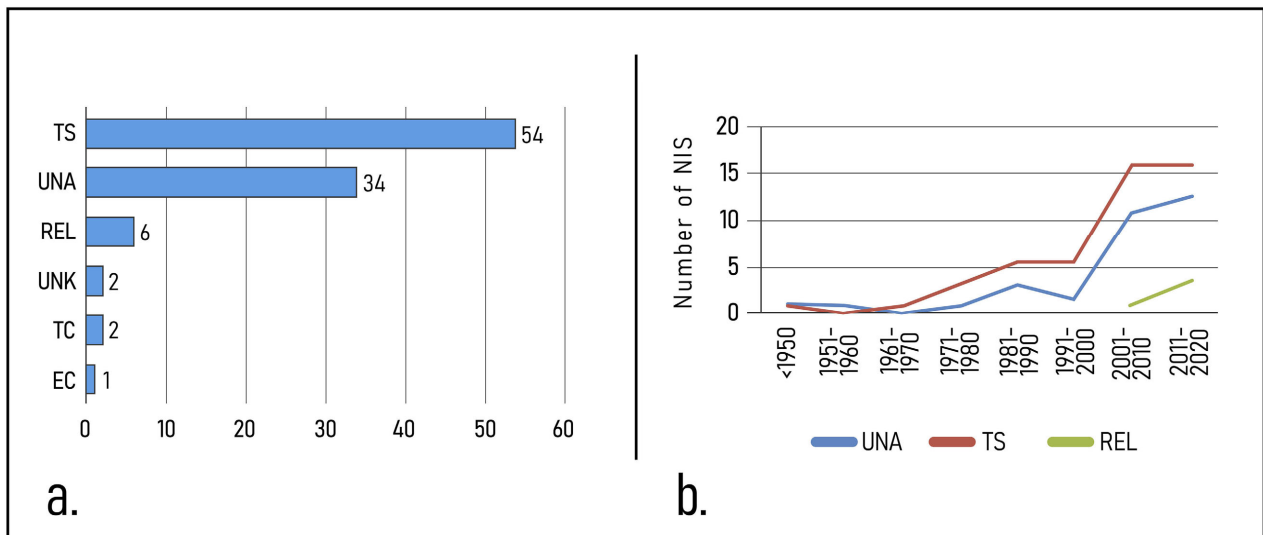 TS 54
UNA 34
REL 6
UNK 2
TC 2
EC 1
0 10 20 30 40 50 60
a.
Number of NIS
20
15
10
5
0
<1950
1951-
1960
1961-
1970
1971-
1980
1981-
1990
1991-
2000
2001-
2010
2011-
2020
UNA TS REL
b.